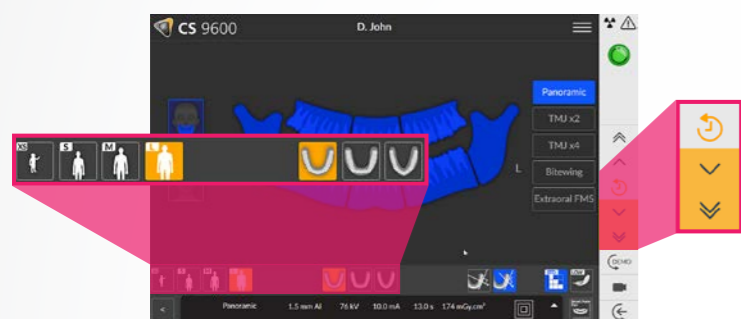 CS 9600
D. John
Panoramic
TMJ x2
TMJ x4
Bitewing
Extraoral FMS
L
XS S M L
DEMO
Panoramic 1.5 mm Al 76 kV 10.0 mA 13.0 s 174 mGy.cm²